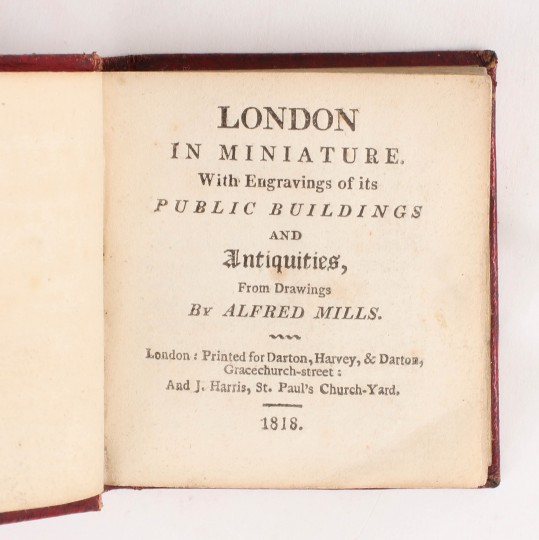 LONDON
IN MINIATURE.
With Engravings of its
PUBLIC BUILDINGS
AND
Antiquities,
From Drawings
By ALFRED MILLS.
London: Printed for Darton, Harvey, & Darton,
Gracechurch-street:
And J. Harris, St. Paul's Church-Yard.
1818.